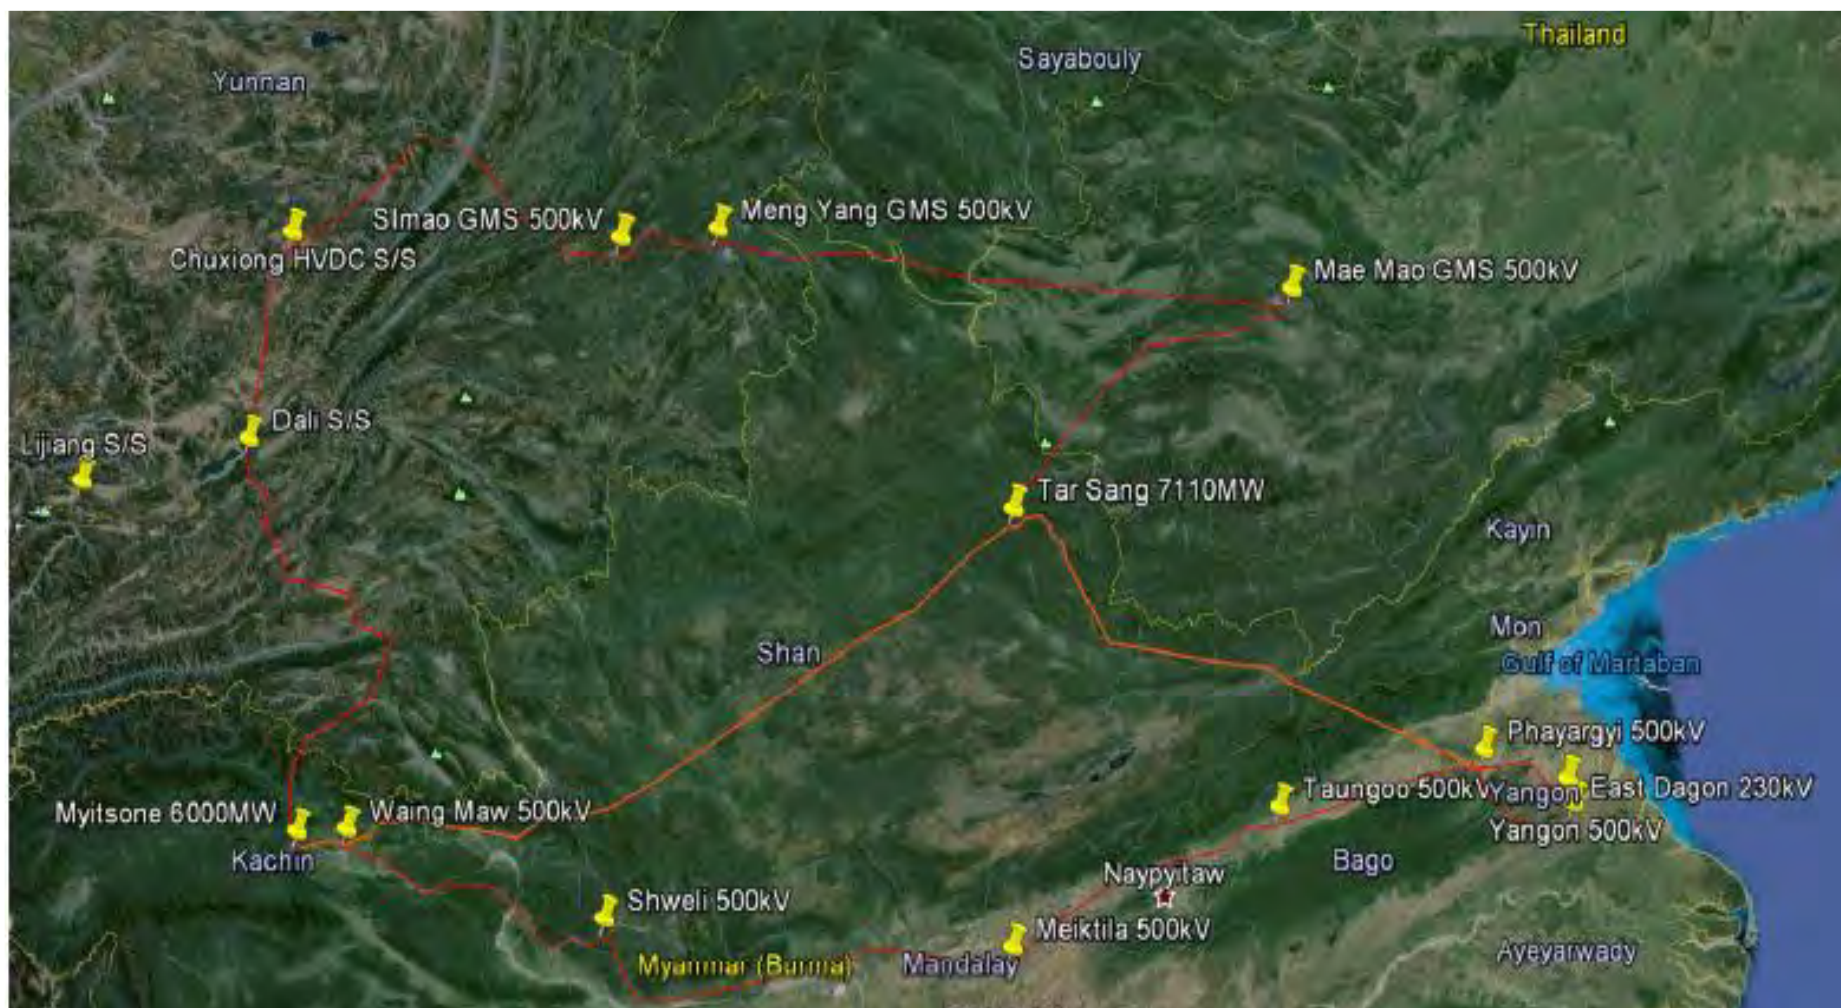 Thailand
Sayabouly
Yunnan
SImao GMS 500kV
Meng Yang GMS 500kV
Chuxiong HVDC S/S
Mae Mao GMS 500kV
Dali S/S
Lijiang S/S
Tar Sang 7110MW
Kayin
Mon
Shan
Gulf of Martaban
Phayargyi 500kV
Taungoo 500kV
Yangon
East Dagon 230kV
Myitsone 6000MW
Waing Maw 500kV
Yangon 500kV
Kachin
Bago
Naypyitaw
Shweli 500kV
Meiktila 500kV
Myanmar (Burma)
Mandalay
Ayeyarwady